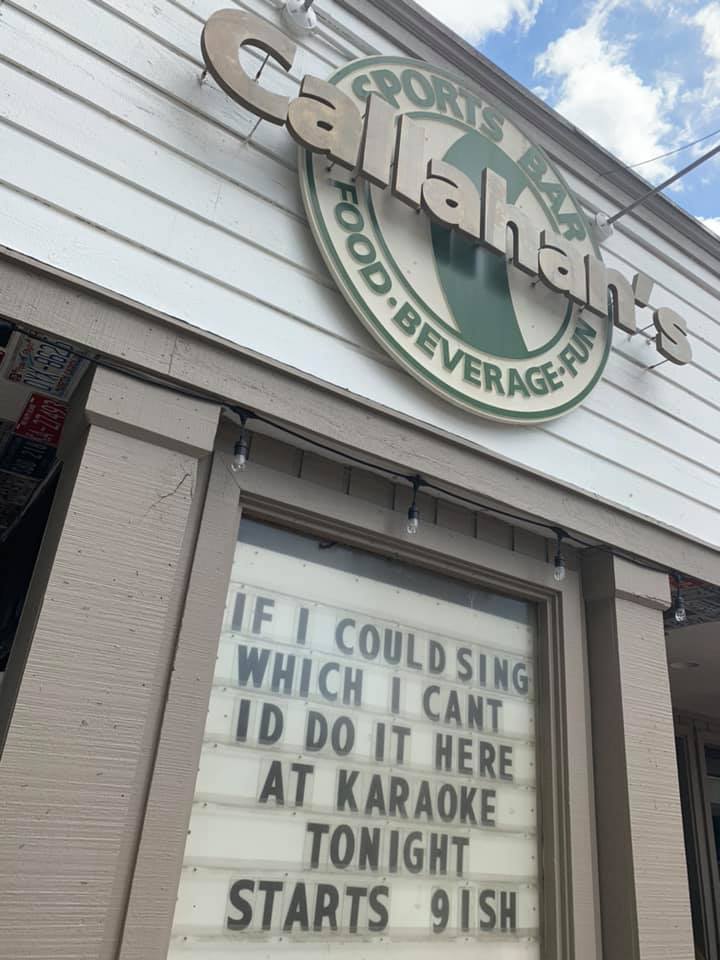 Callahan's
SPORTS BAR
FOOD · BEVERAGE · FUN
IF I COULD SING
WHICH I CANT
ID DO IT HERE
AT KARAOKE
TONIGHT
STARTS 9ISH